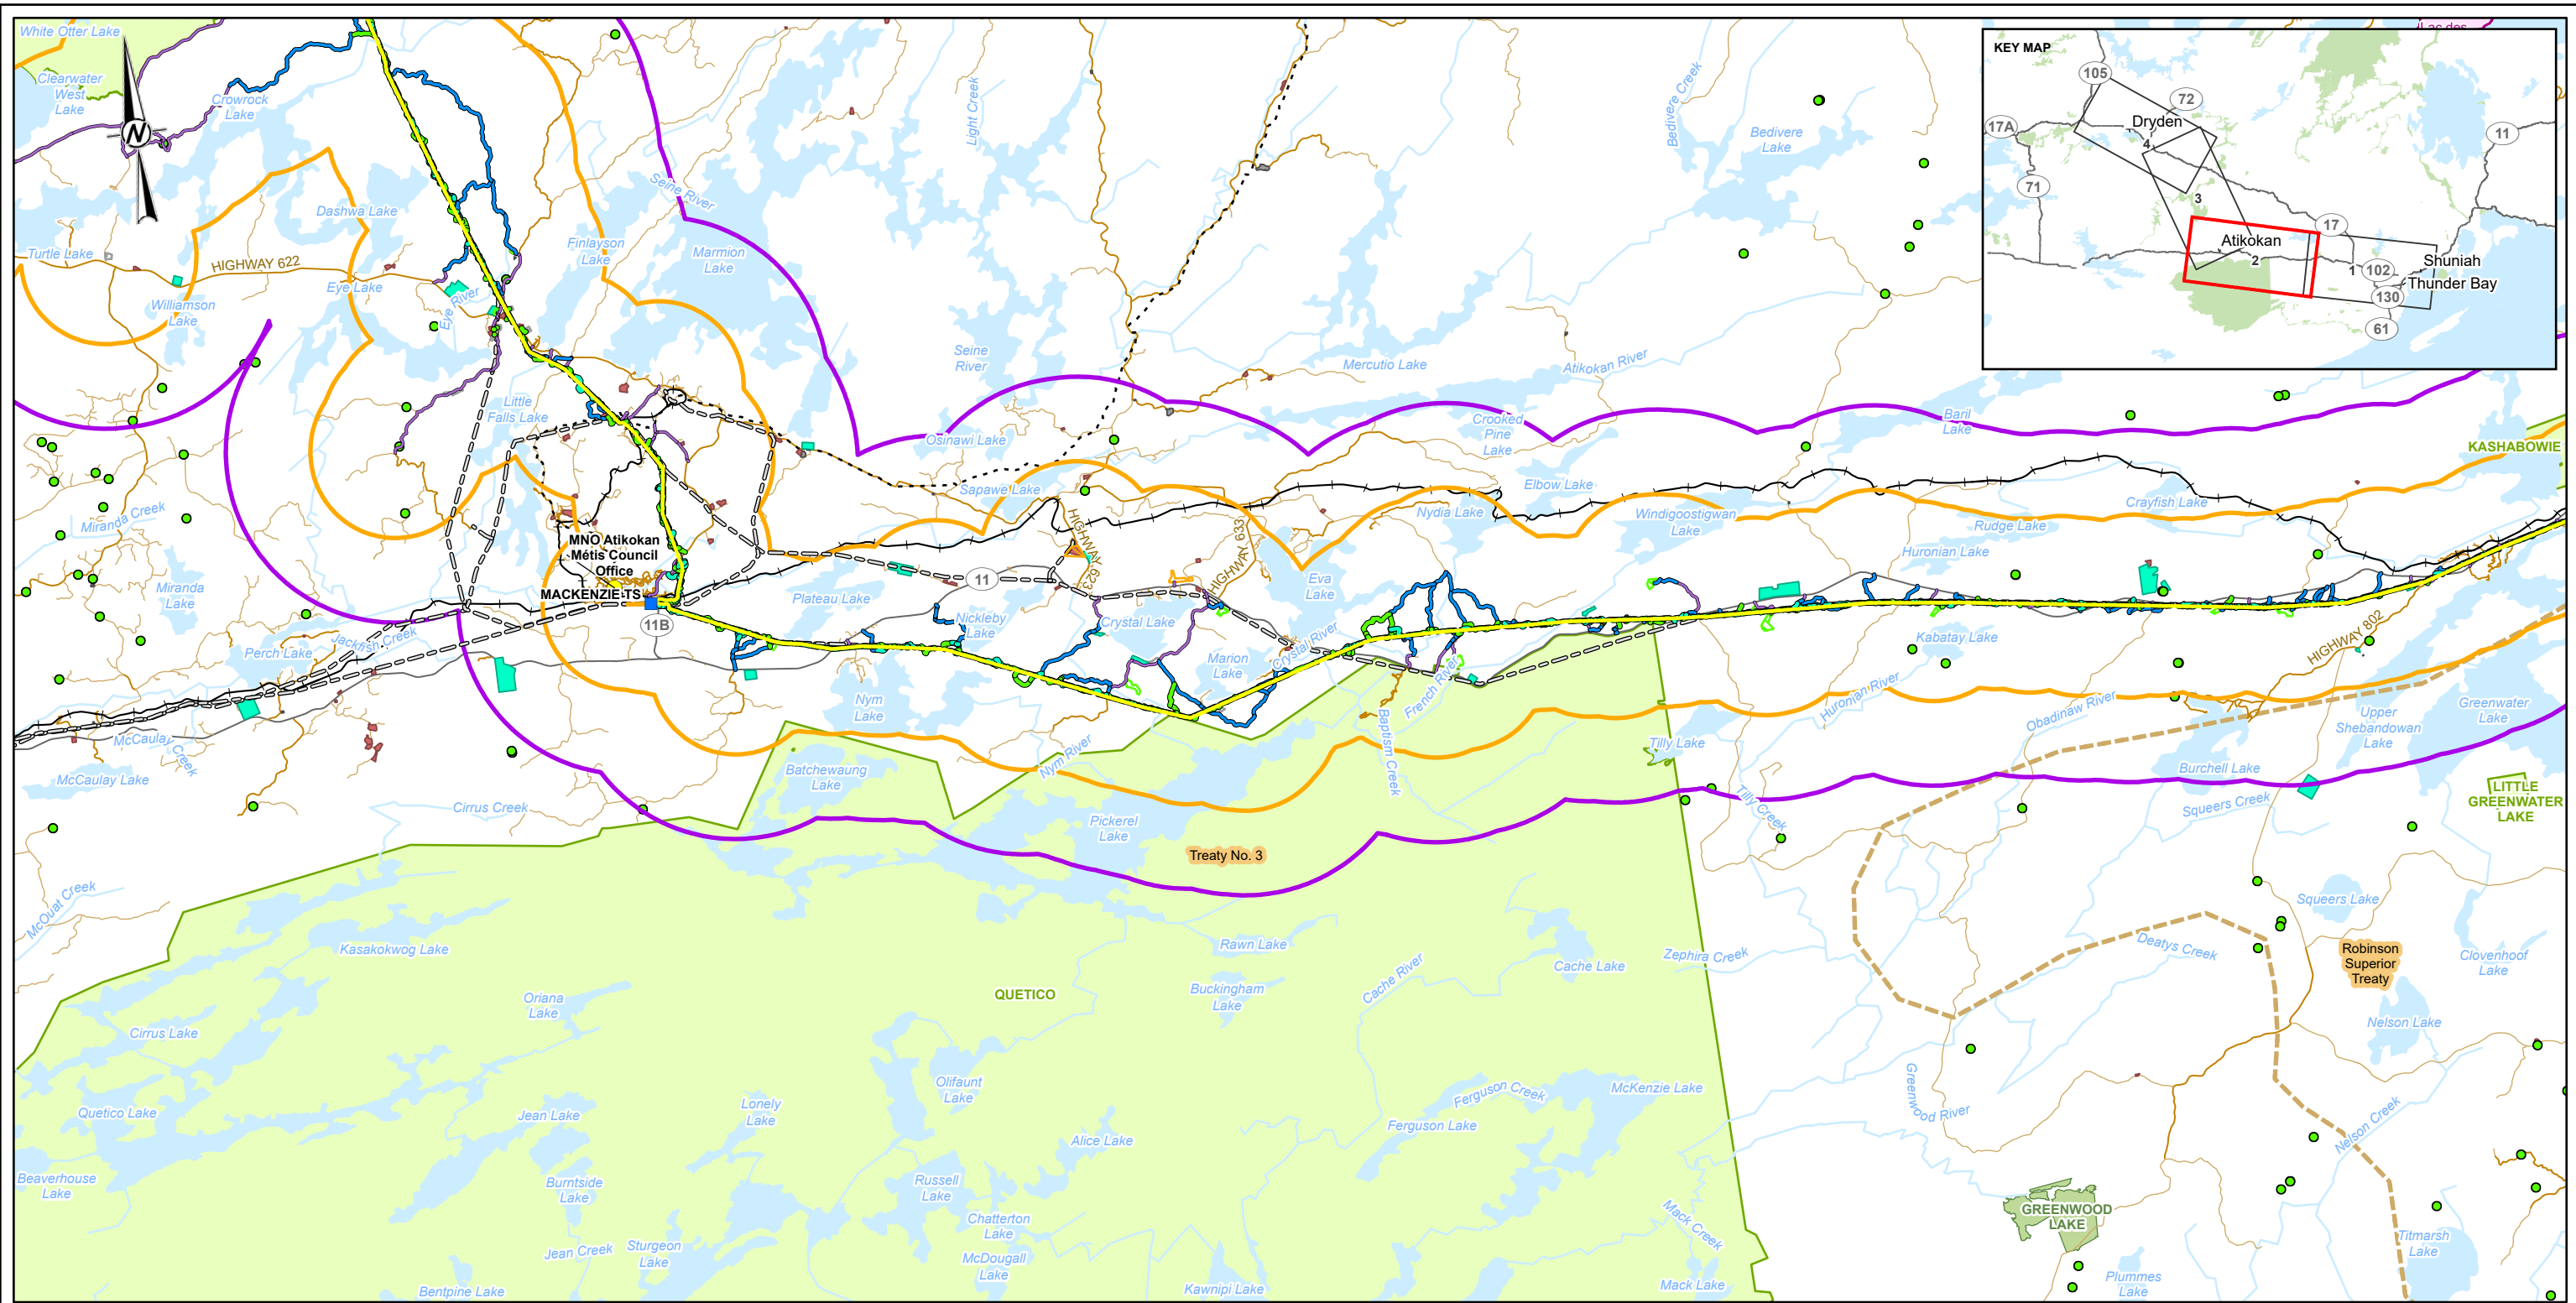 White Otter Lake
Clearwater
West
Lake
Crowrock
Lake
N
Dashwa Lake
Turtle Lake
HIGHWAY 622
Eye Lake
Eye River
Williamson
Lake
Finlayson
Lake
Seine River
Marmion
Lake
Light Creek
Seine
River
Bedivere Creek
Bedivere
Lake
Mercutio Lake
Atikokan River
Lac des
KEY MAP
105
72
17A
Dryden
4
11
71
3
17
Atikokan
2
1
102
Shuniah
Thunder Bay
130
61
Little
Falls Lake
Osinawi Lake
Crooked
Pine
Lake
Baril
Lake
KASHABOWIE
Sapawe Lake
Elbow Lake
Nydia Lake
Windigoostigwan
Lake
Crayfish Lake
Rudge Lake
Huronian Lake
Miranda Creek
Miranda
Lake
MNO Atikokan
Métis Council
Office
MACKENZIE TS
11B
11
HIGHWAY 623
HIGHWAY 633
Plateau Lake
Nickleby
Lake
Crystal Lake
Eva
Lake
Crystal River
Marion
Lake
Kabatay Lake
HIGHWAY 802
Jackfish Creek
Perch Lake
Nym
Lake
French River
Baptism Creek
Huronian River
Obadinaw River
Upper
Shebandowan
Lake
Greenwater
Lake
McCaula
Creek
McCaulay Lake
Cirrus Creek
Batchewaung
Lake
Nym River
Tilly Lake
Tilly Creek
Burchell Lake
Squeers Creek
LITTLE
GREENWATER
LAKE
Pickerel
Lake
Treaty No. 3
McOuat Creek
Kasakokwog Lake
Rawn Lake
Cache River
Cache Lake
Zephira Creek
Squeers Lake
Deatys Creek
Robinson
Superior
Treaty
Clovenhoof
Lake
QUETICO
Buckingham
Lake
Oriana
Lake
Cirrus Lake
Nelson Lake
Olifaunt
Lake
Ferguson Creek
McKenzie Lake
Greenwood River
Quetico Lake
Jean Lake
Lonely
Lake
Alice Lake
Ferguson Lake
Nelson Creek
Beaverhouse
Lake
Burntside
Lake
Russell
Lake
Chatterton
Lake
Mack Creek
GREENWOOD
LAKE
Jean Creek
Sturgeon
Lake
McDougall
Lake
Titmarsh
Lake
Bentpine Lake
Kawnipi Lake
Mack Lake
Plummes
Lake